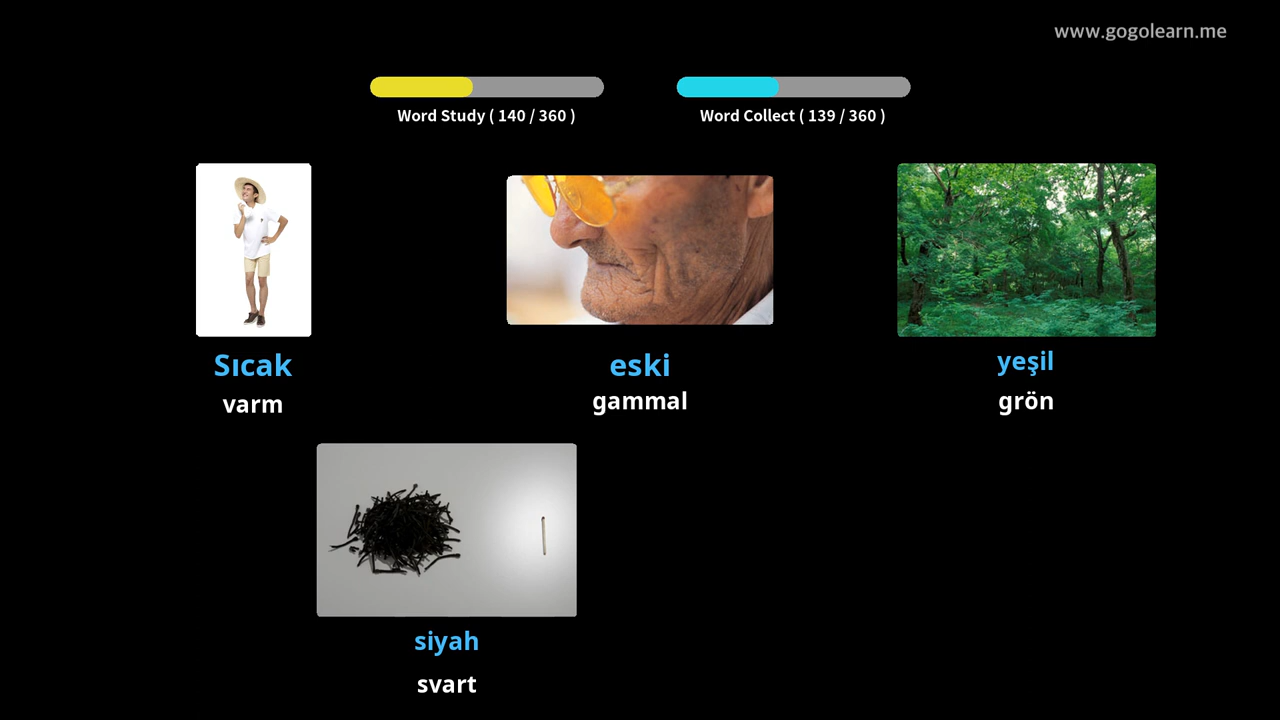 www.gogolearn.me
Word Study ( 140 / 360 )
Word Collect ( 139 / 360 )
Sıcak
varm
eski
gammal
yeşil
grön
siyah
svart